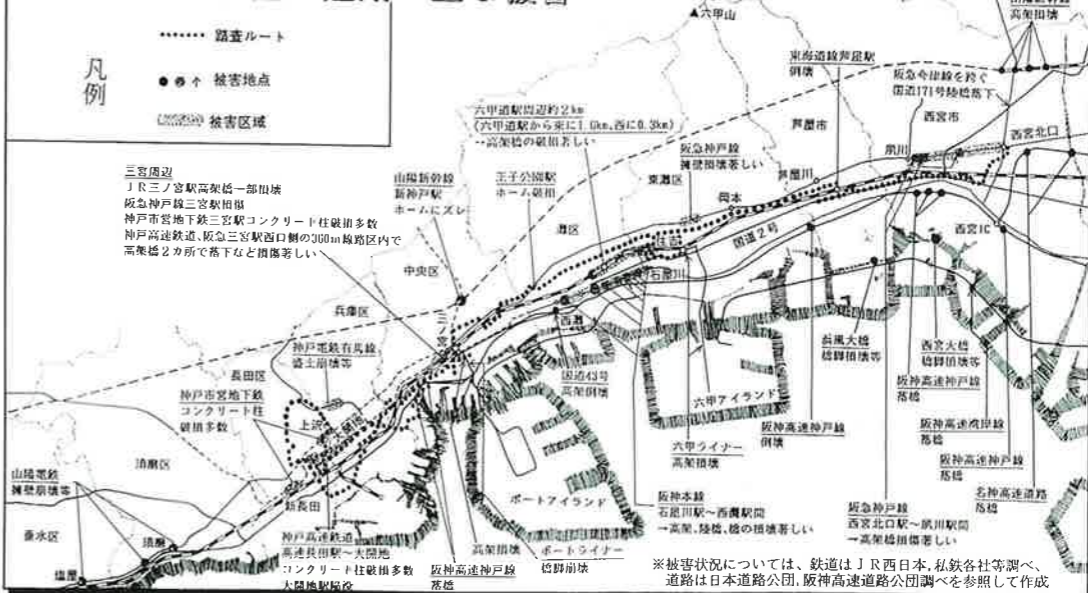 凡例
踏査ルート
被害地点
被害区域
▲六甲山
高架損壊
東海道線芦屋駅
倒壊
阪急今津線を跨ぐ
国道171号陸橋落下
西宮市
西宮北口
夙川
芦屋市
芦屋川
六甲道駅周辺約2km
(六甲道駅から東に1.6km、西に0.3km)
→高架橋の破損著しい
阪急神戸線
擁壁損壊著しい
東灘区
岡本
三宮周辺
JR三ノ宮駅高架橋一部損壊
阪急神戸線三宮駅損壊
神戸市営地下鉄三宮駅コンクリート柱破損多数
神戸高速鉄道、阪急三宮駅西口側の360m線路区内で
高架橋2カ所で落下など損傷著しい
山陽新幹線
新神戸駅
ホームにズレ
王子公園駅
ホーム破損
灘区
住吉
国道2号
西宮IC
石屋川
中央区
三宮
西灘
兵庫区
神戸電鉄有馬線
盛土崩壊等
長田区
神戸市営地下鉄
コンクリート柱
破損多数
上沢
大開
国道43号
高架倒壊
六甲アイランド
六甲ライナー
高架損壊
阪神高速神戸線
倒壊
浜風大橋
橋脚損壊等
西宮大橋
橋脚損壊等
阪神高速神戸線
落橋
阪神高速湾岸線
落橋
阪神高速神戸線
落橋
名神高速道路
落橋
山陽電鉄
擁壁崩壊等
須磨区
垂水区
須磨
塩屋
新長田
神戸高速鉄道
高速長田駅~大開地
コンクリート柱破損多数
大開地駅陥没
阪神高速神戸線
落橋
高架損壊
ポートアイランド
ポートライナー
橋脚崩壊
阪神本線
石屋川駅~西灘駅間
→高架、陸橋、橋の損壊著しい
阪急神戸線
西宮北口駅~夙川駅間
→高架橋損傷著しい
※被害状況については、鉄道はJR西日本、私鉄各社等調べ、
道路は日本道路公団、阪神高速道路公団調べを参照して作成